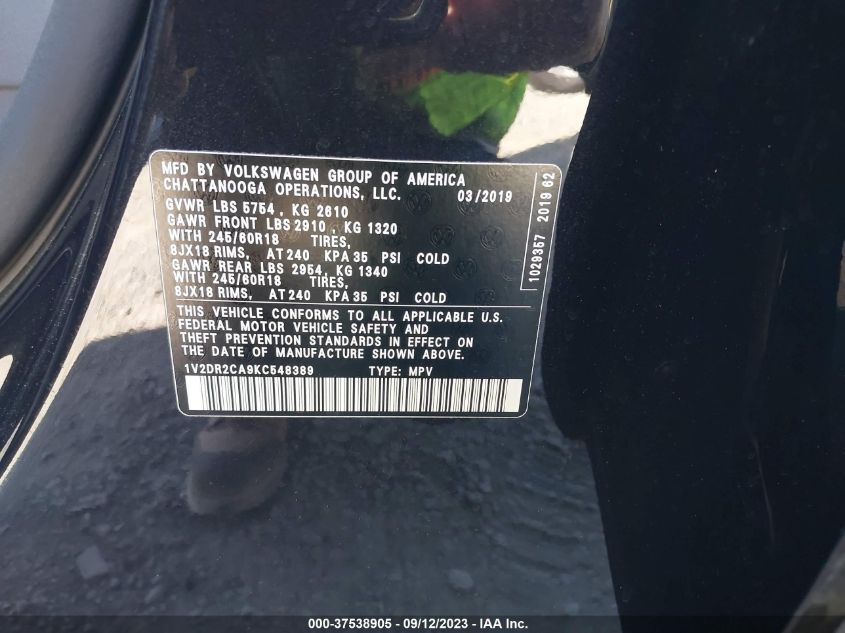 MFD BY VOLKSWAGEN GROUP OF AMERICA
CHATTANOOGA OPERATIONS, LLC. 03/2019
GVWR LBS 5754 , KG 2610
GAWR FRONT LBS 2910 , KG 1320
WITH 245/60R18 TIRES,
8JX18 RIMS, AT 240 KPA 35 PSI COLD
GAWR REAR LBS 2954, KG 1340
WITH 245/60R18 TIRES,
8JX18 RIMS, AT 240 KPA 35 PSI COLD
THIS VEHICLE CONFORMS TO ALL APPLICABLE U.S.
FEDERAL MOTOR VEHICLE SAFETY AND
THEFT PREVENTION STANDARDS IN EFFECT ON
THE DATE OF MANUFACTURE SHOWN ABOVE.
1V2DR2CA9KC548389 TYPE: MPV
1029357 2019 62
000-37538905 - 09/12/2023 - IAA Inc.